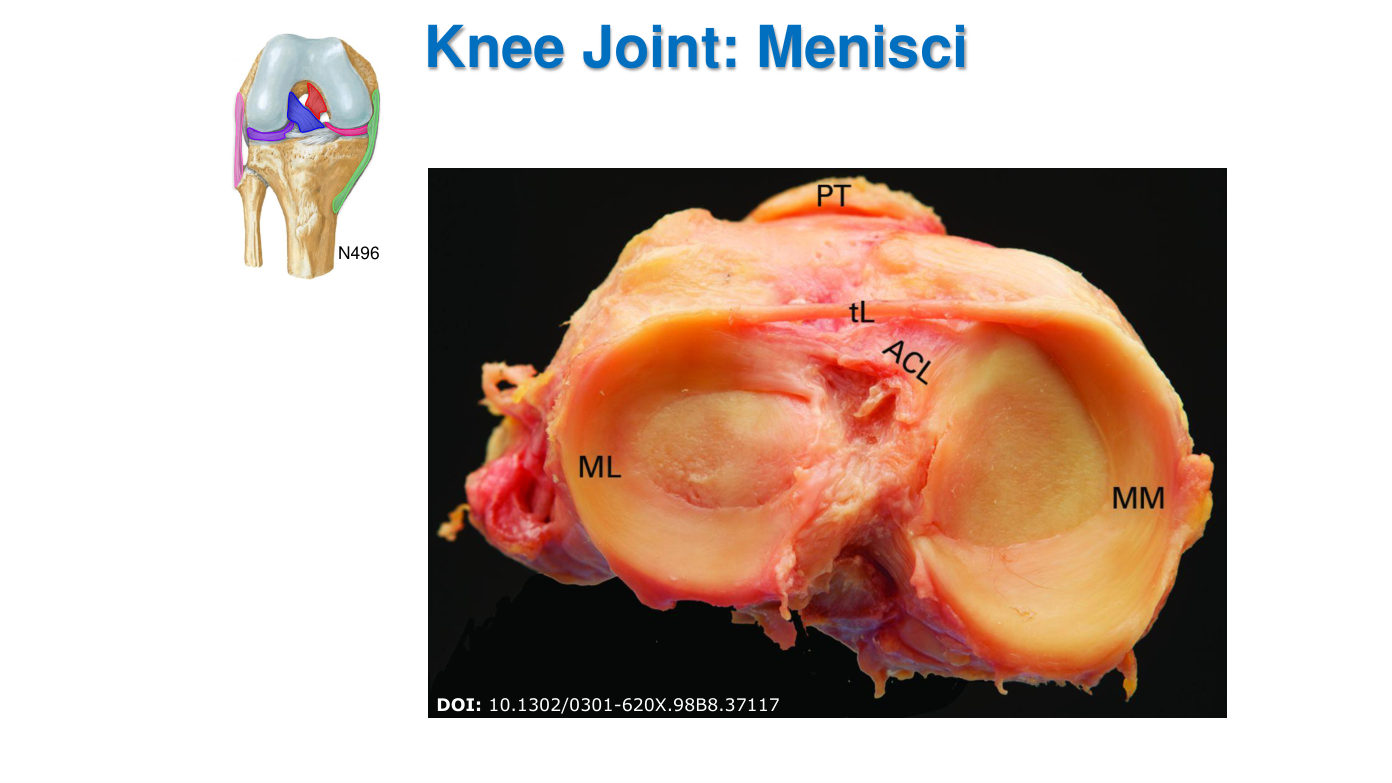 Knee Joint: Menisci
N496
PT
tL
ACL
ML
MM
DOI: 10.1302/0301-620X.98B8.37117